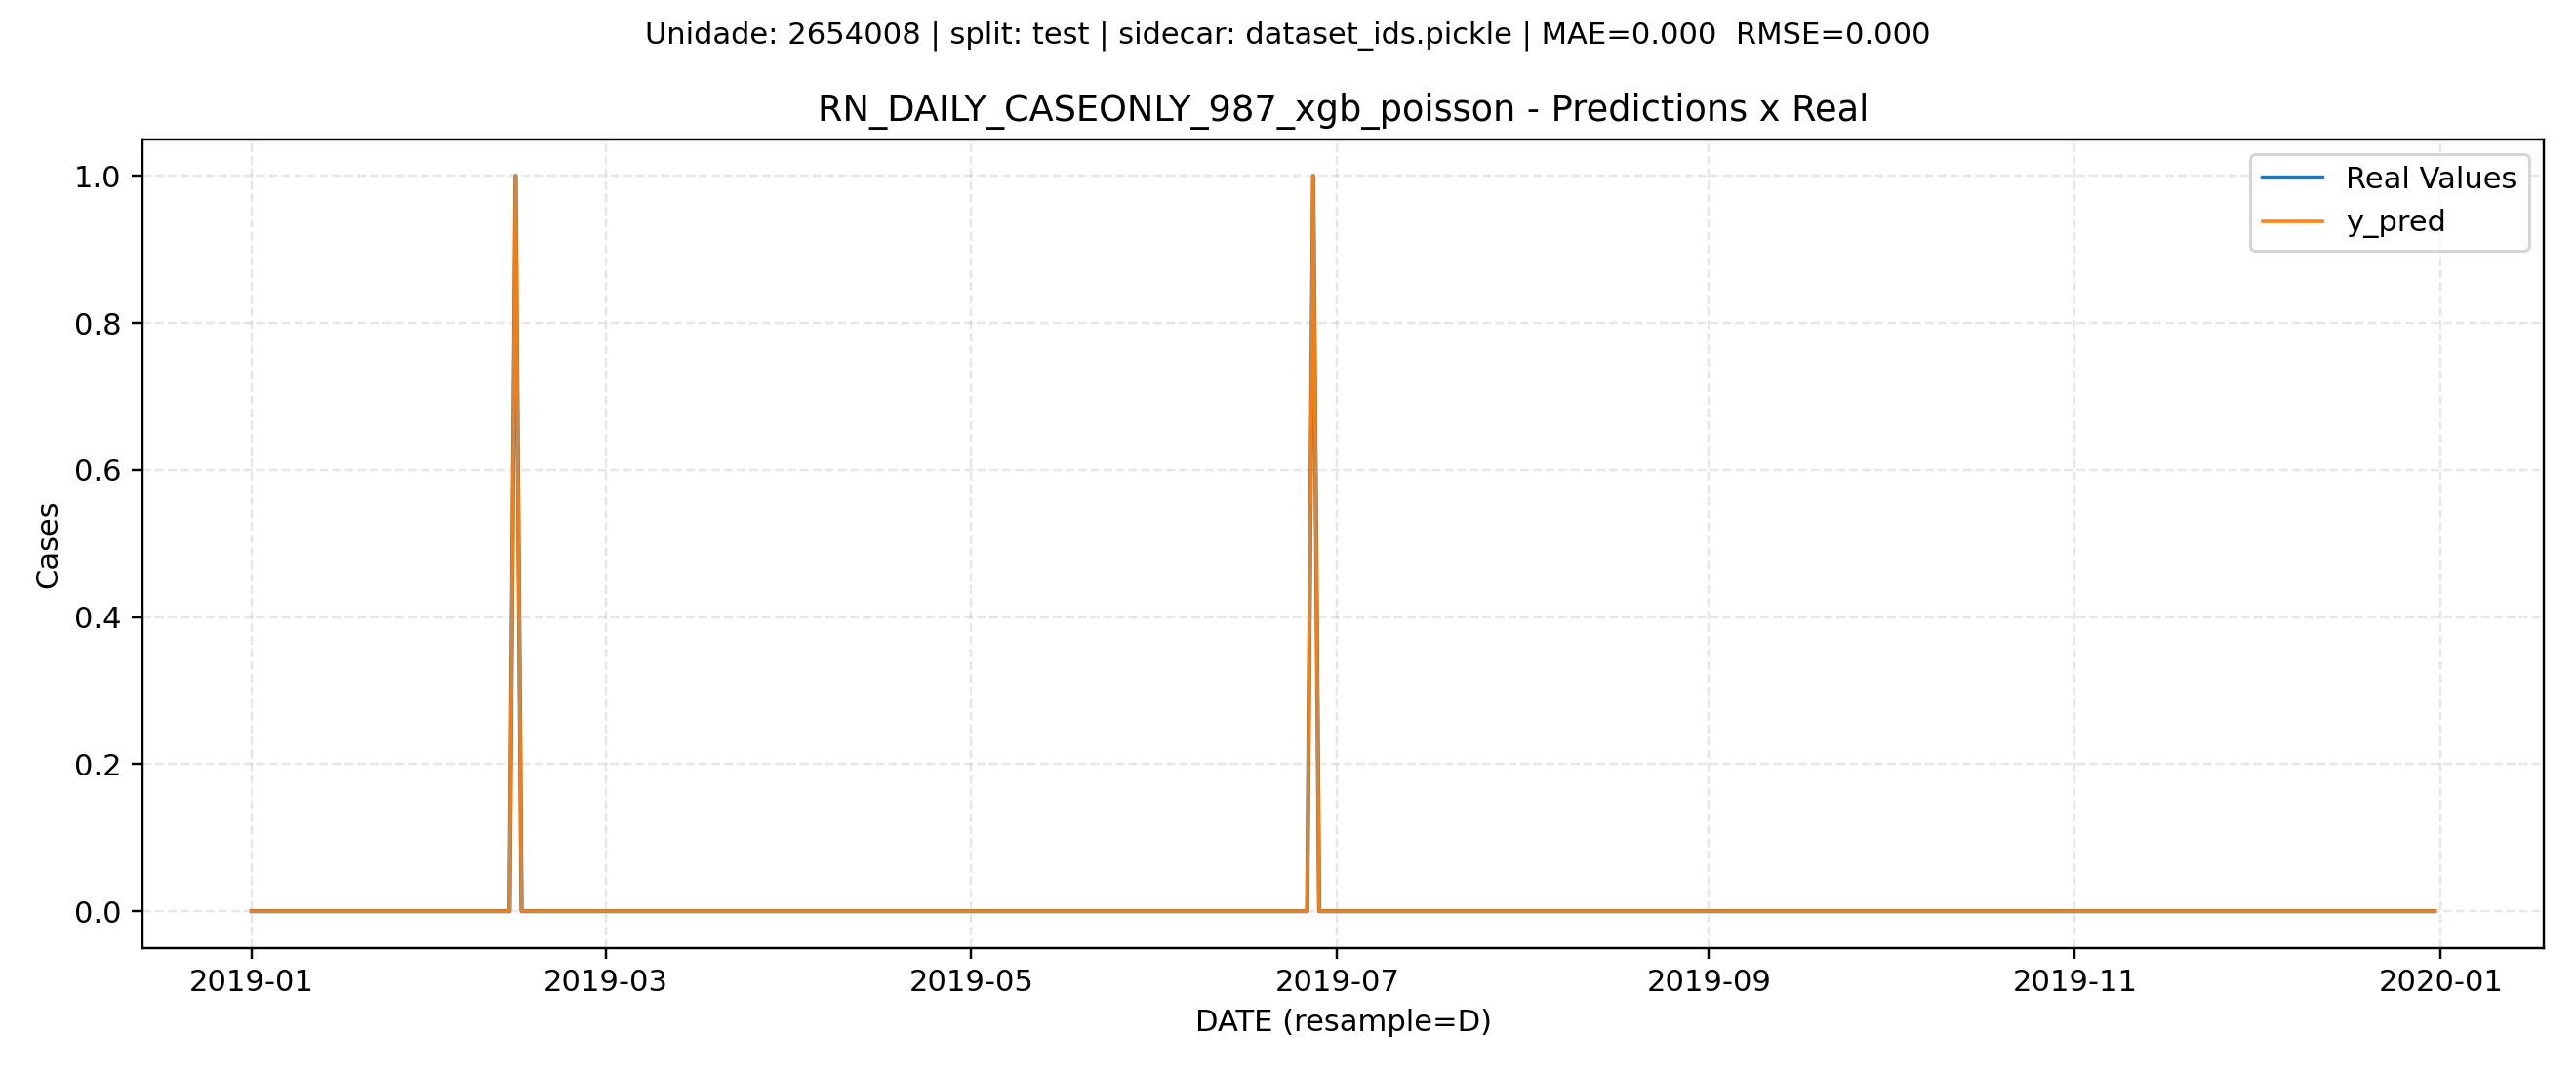 Unidade: 2654008 | split: test | sidecar: dataset_ids.pickle | MAE=0.000  RMSE=0.000
RN_DAILY_CASEONLY_987_xgb_poisson - Predictions x Real
Real Values
y_pred
1.0
0.8
0.6
0.4
0.2
0.0
Cases
2019-01 2019-03 2019-05 2019-07 2019-09 2019-11 2020-01
DATE (resample=D)